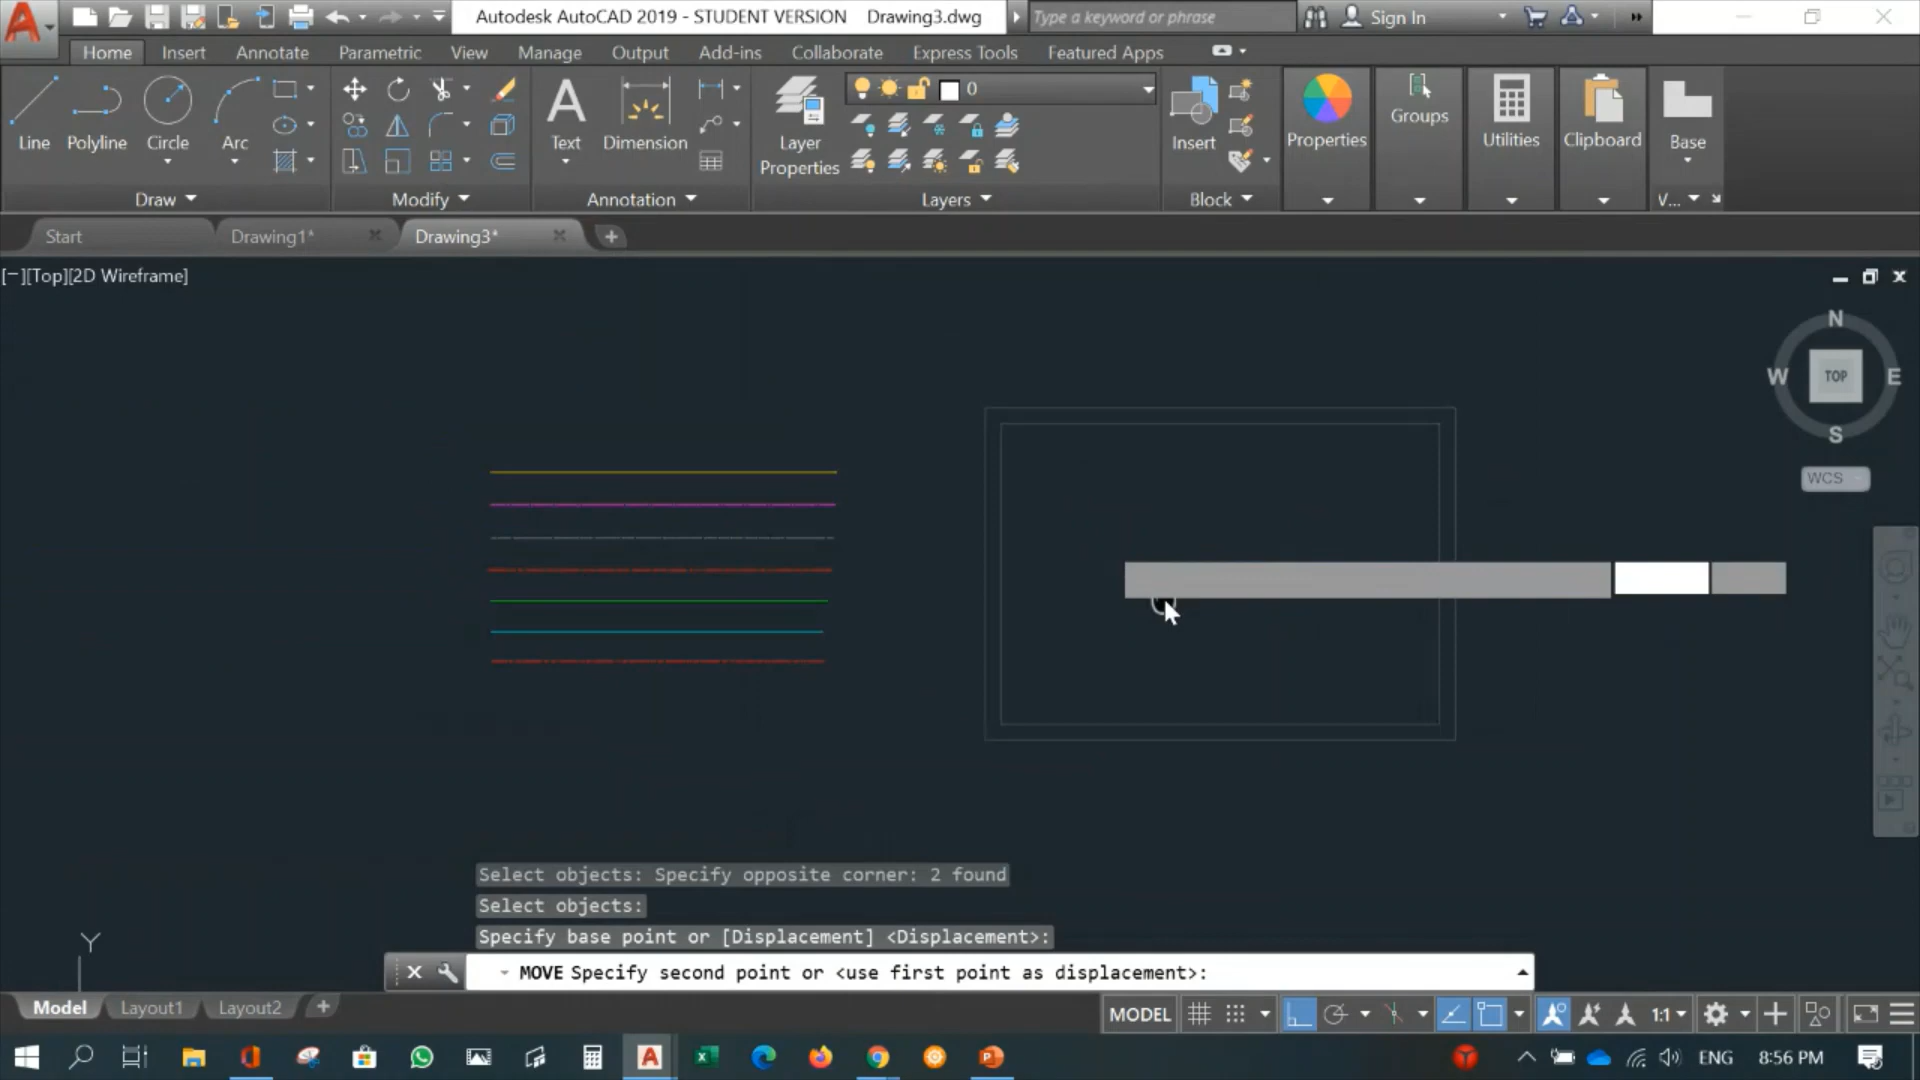 Autodesk AutoCAD 2019 - STUDENT VERSION Drawing3.dwg
Type a keyword or phrase
Sign In
Home Insert Annotate Parametric View Manage Output Add-ins Collaborate Express Tools Featured Apps
0
Line Polyline Circle Arc
Text Dimension
Layer Properties
Insert
Properties
Groups
Utilities
Clipboard
Base
Draw Modify Annotation Layers Block V...
Start Drawing1* Drawing3*
[−][Top][2D Wireframe]
N
W TOP E
S
WCS
Select objects: Specify opposite corner: 2 found
Select objects:
Specify base point or [Displacement] <Displacement>:
Y
MOVE Specify second point or <use first point as displacement>:
Model Layout1 Layout2
MODEL 1:1
ENG 8:56 PM